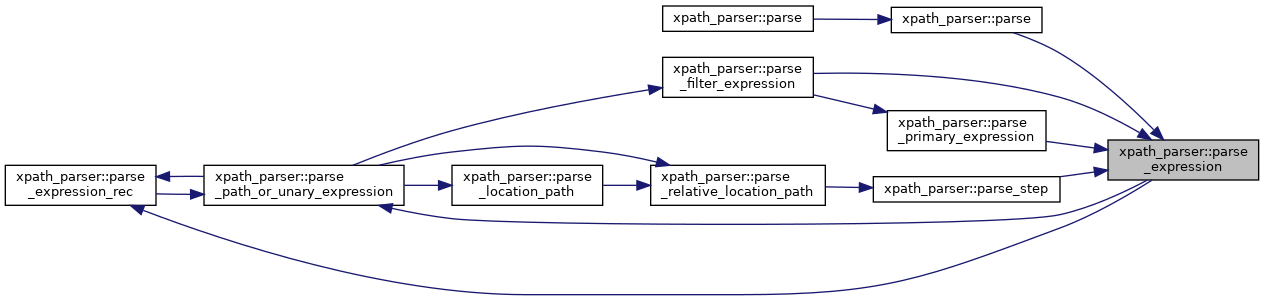 xpath_parser::parse
xpath_parser::parse
xpath_parser::parse
_filter_expression
xpath_parser::parse
_primary_expression
xpath_parser::parse
_expression
xpath_parser::parse
_expression_rec
xpath_parser::parse
_path_or_unary_expression
xpath_parser::parse
_location_path
xpath_parser::parse
_relative_location_path
xpath_parser::parse_step